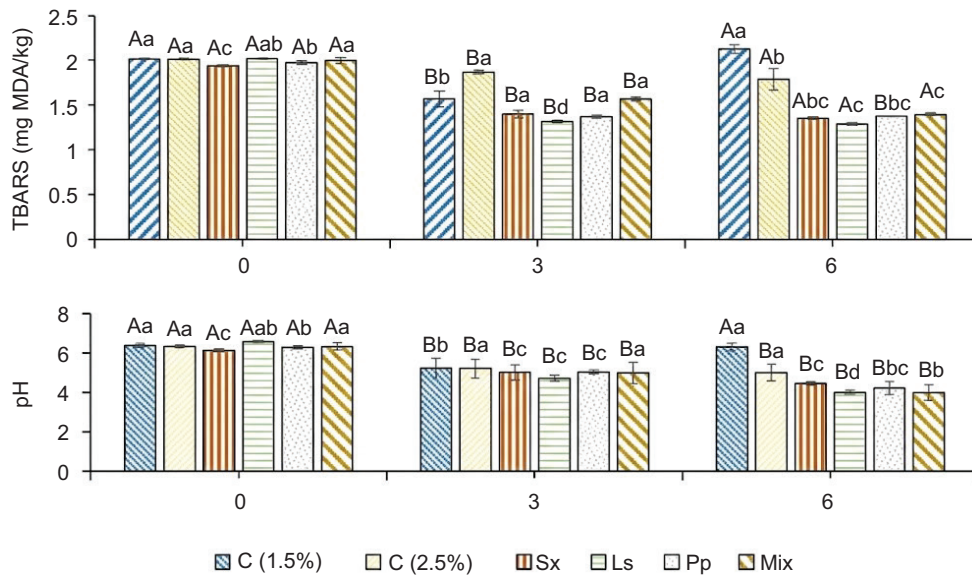 TBARS (mg MDA/kg)
2.5
2
1.5
1
0.5
0
Aa Aa Ac Aab Ab Aa
Bb Ba Ba Bd Ba Ba
Aa Ab Abc Ac Bbc Ac
0 3 6
pH
8
6
4
2
0
Aa Aa Ac Aab Ab Aa
Bb Ba Bc Bc Bc Ba
Aa Ba Bc Bd Bbc Bb
0 3 6
C (1.5%) C (2.5%) Sx Ls Pp Mix